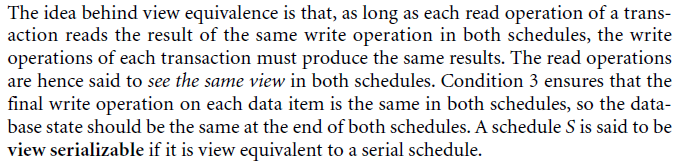 The idea behind view equivalence is that, as long as each read operation of a trans-
action reads the result of the same write operation in both schedules, the write
operations of each transaction must produce the same results. The read operations
are hence said to see the same view in both schedules. Condition 3 ensures that the
final write operation on each data item is the same in both schedules, so the data-
base state should be the same at the end of both schedules. A schedule S is said to be
view serializable if it is view equivalent to a serial schedule.